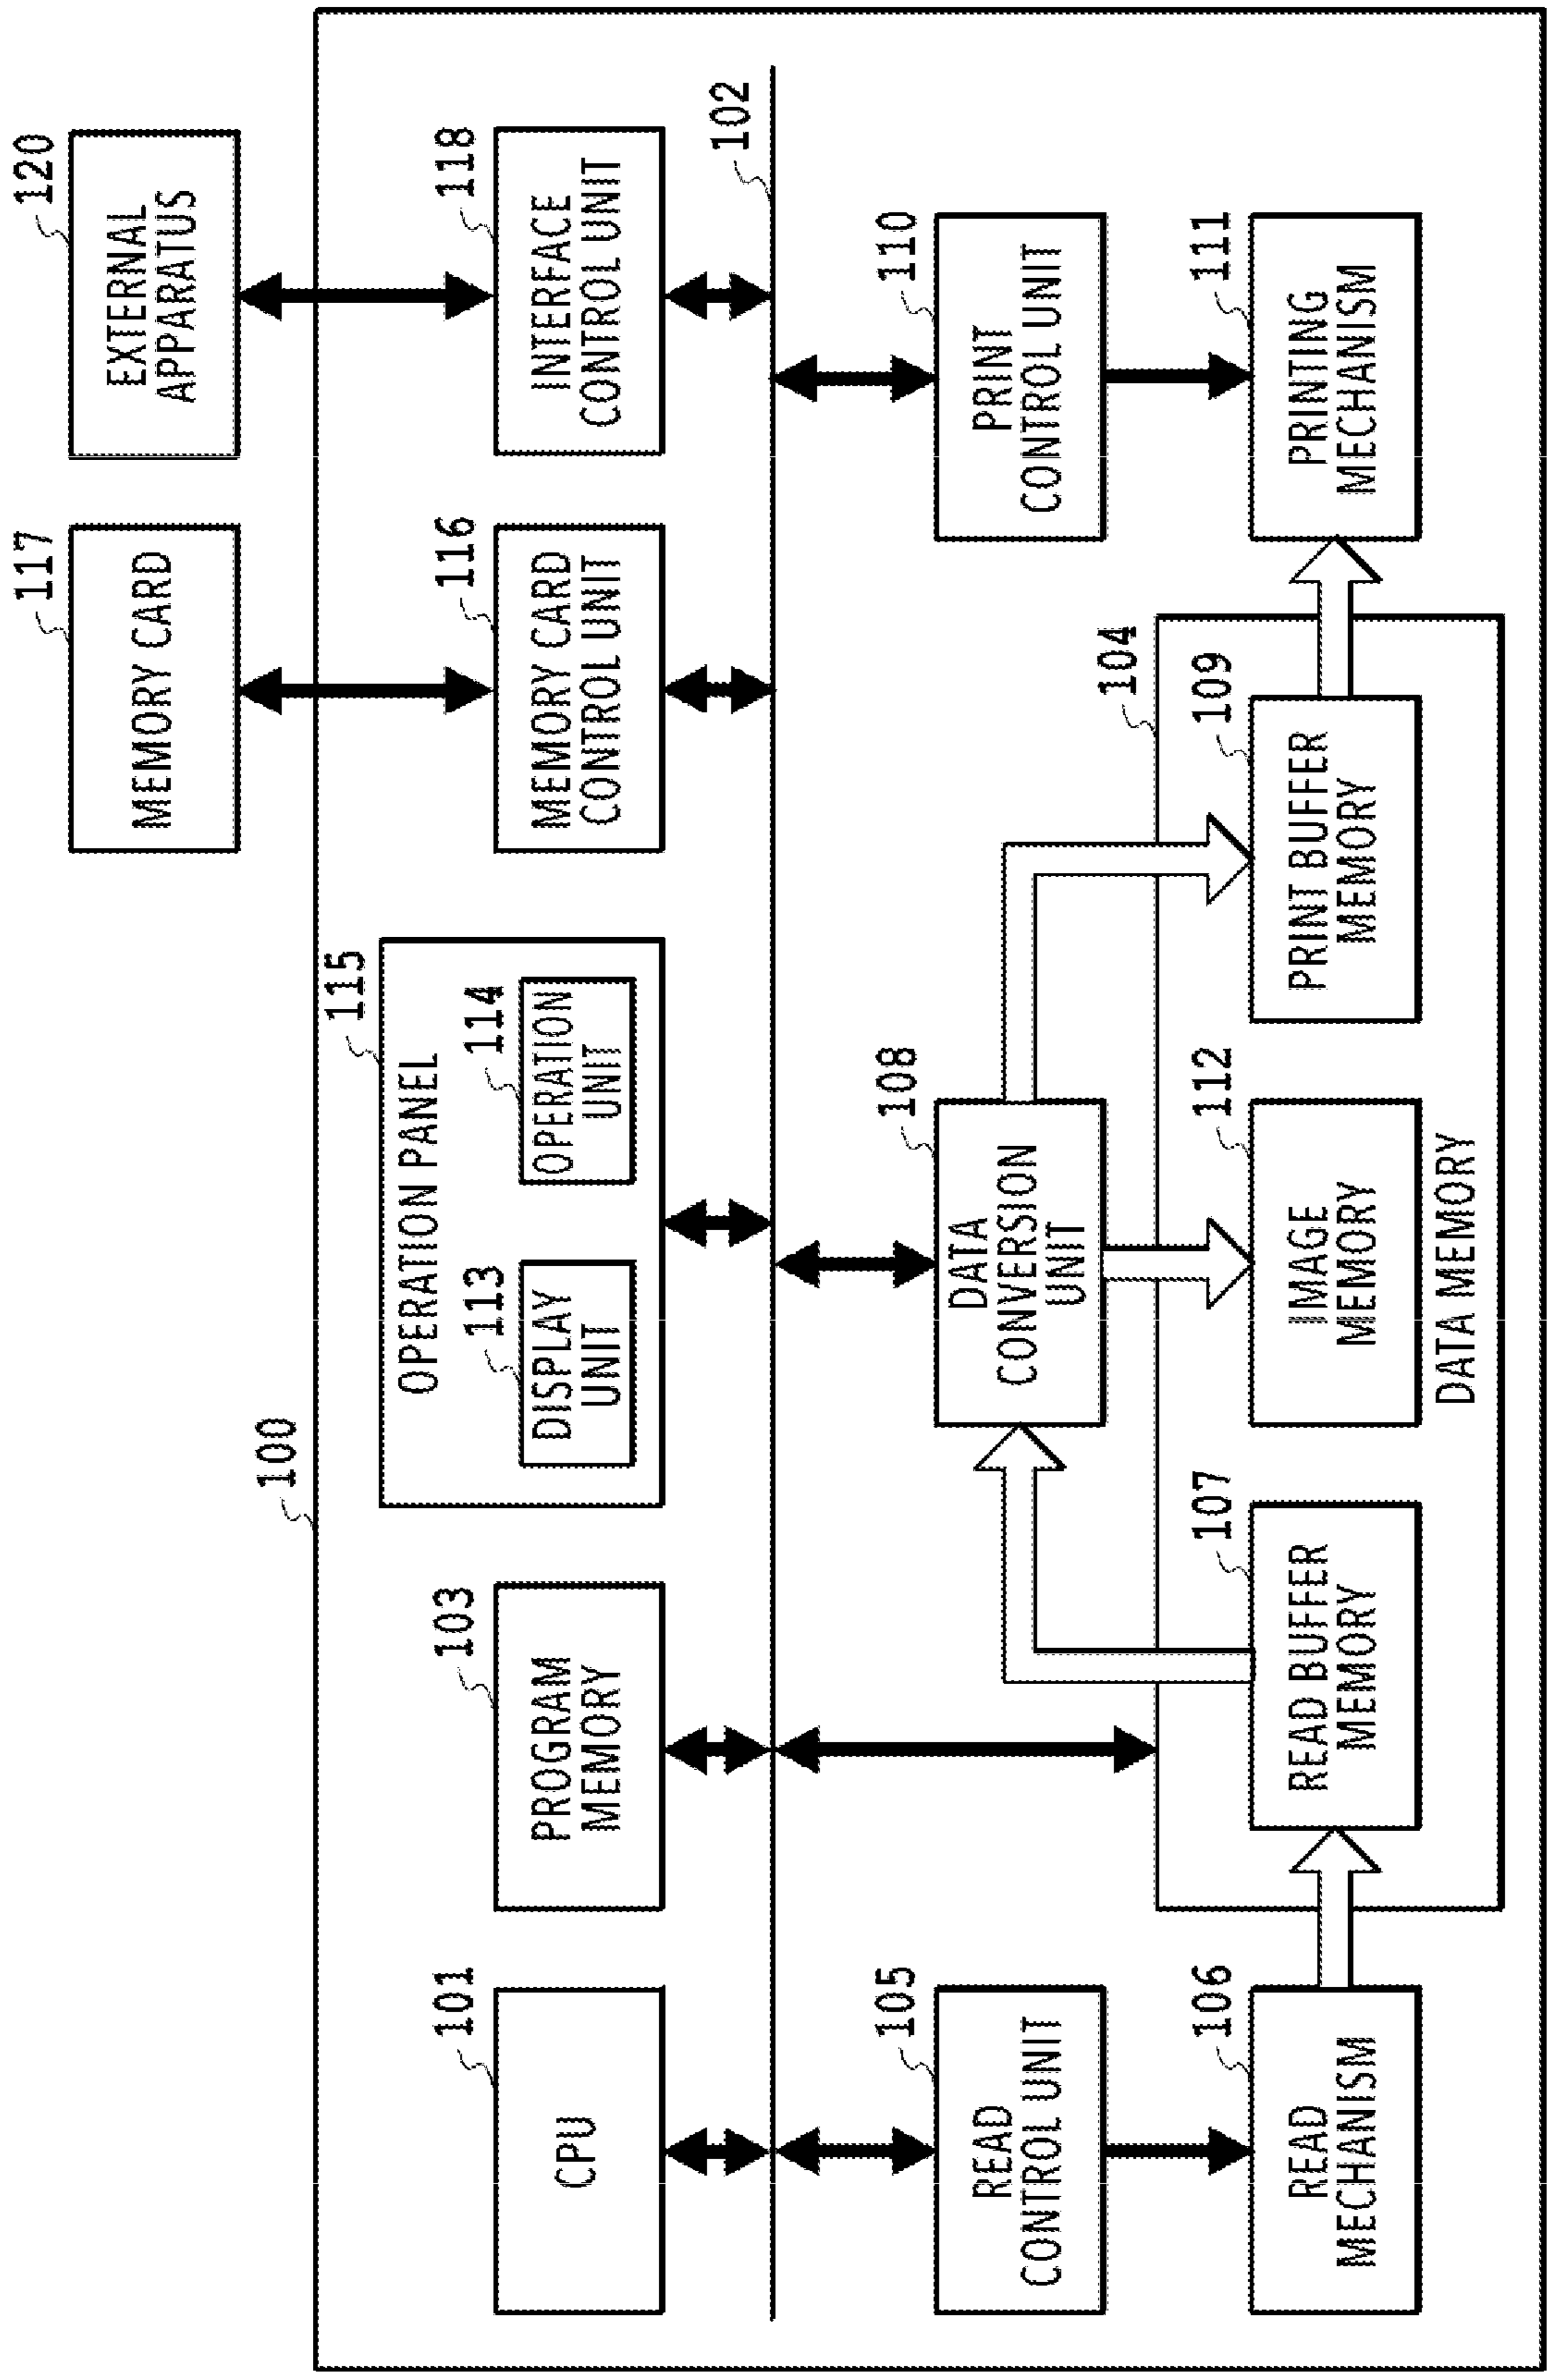 100
117
MEMORY CARD
120
EXTERNAL
APPARATUS
101
CPU
103
PROGRAM
MEMORY
115
OPERATION PANEL
113
DISPLAY
UNIT
114
OPERATION
UNIT
116
MEMORY CARD
CONTROL UNIT
118
INTERFACE
CONTROL UNIT
102
105
READ
CONTROL UNIT
108
DATA
CONVERSION
UNIT
110
PRINT
CONTROL UNIT
104
106
READ
MECHANISM
107
READ BUFFER
MEMORY
112
IMAGE
MEMORY
109
PRINT BUFFER
MEMORY
111
PRINTING
MECHANISM
DATA MEMORY